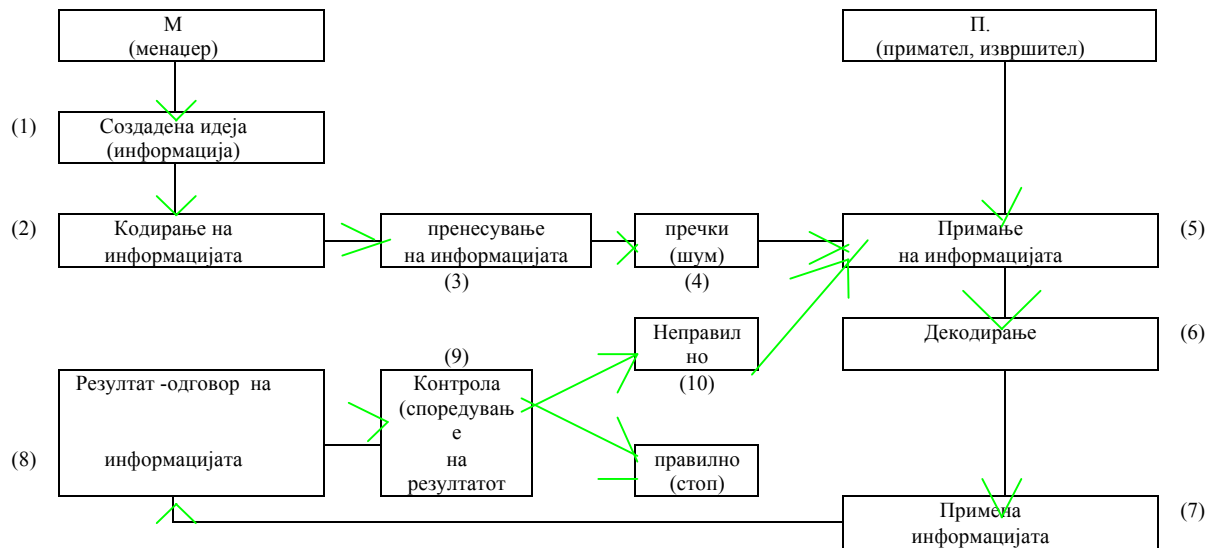 М
(менаџер)
П.
(примател, извршител)
(1)
Создадена идеја
(информација)
(2)
Кодирање на
информацијата
пренесување
на информацијата
(3)
пречки
(шум)
(4)
Примање
на информацијата
(5)
Декодирање
(6)
Неправил
но
(10)
(9)
Контрола
(споредувањ
е
на
резултатот
Резултат -одговор на
информацијата
(8)
правилно
(стоп)
Примена
информацијата
(7)